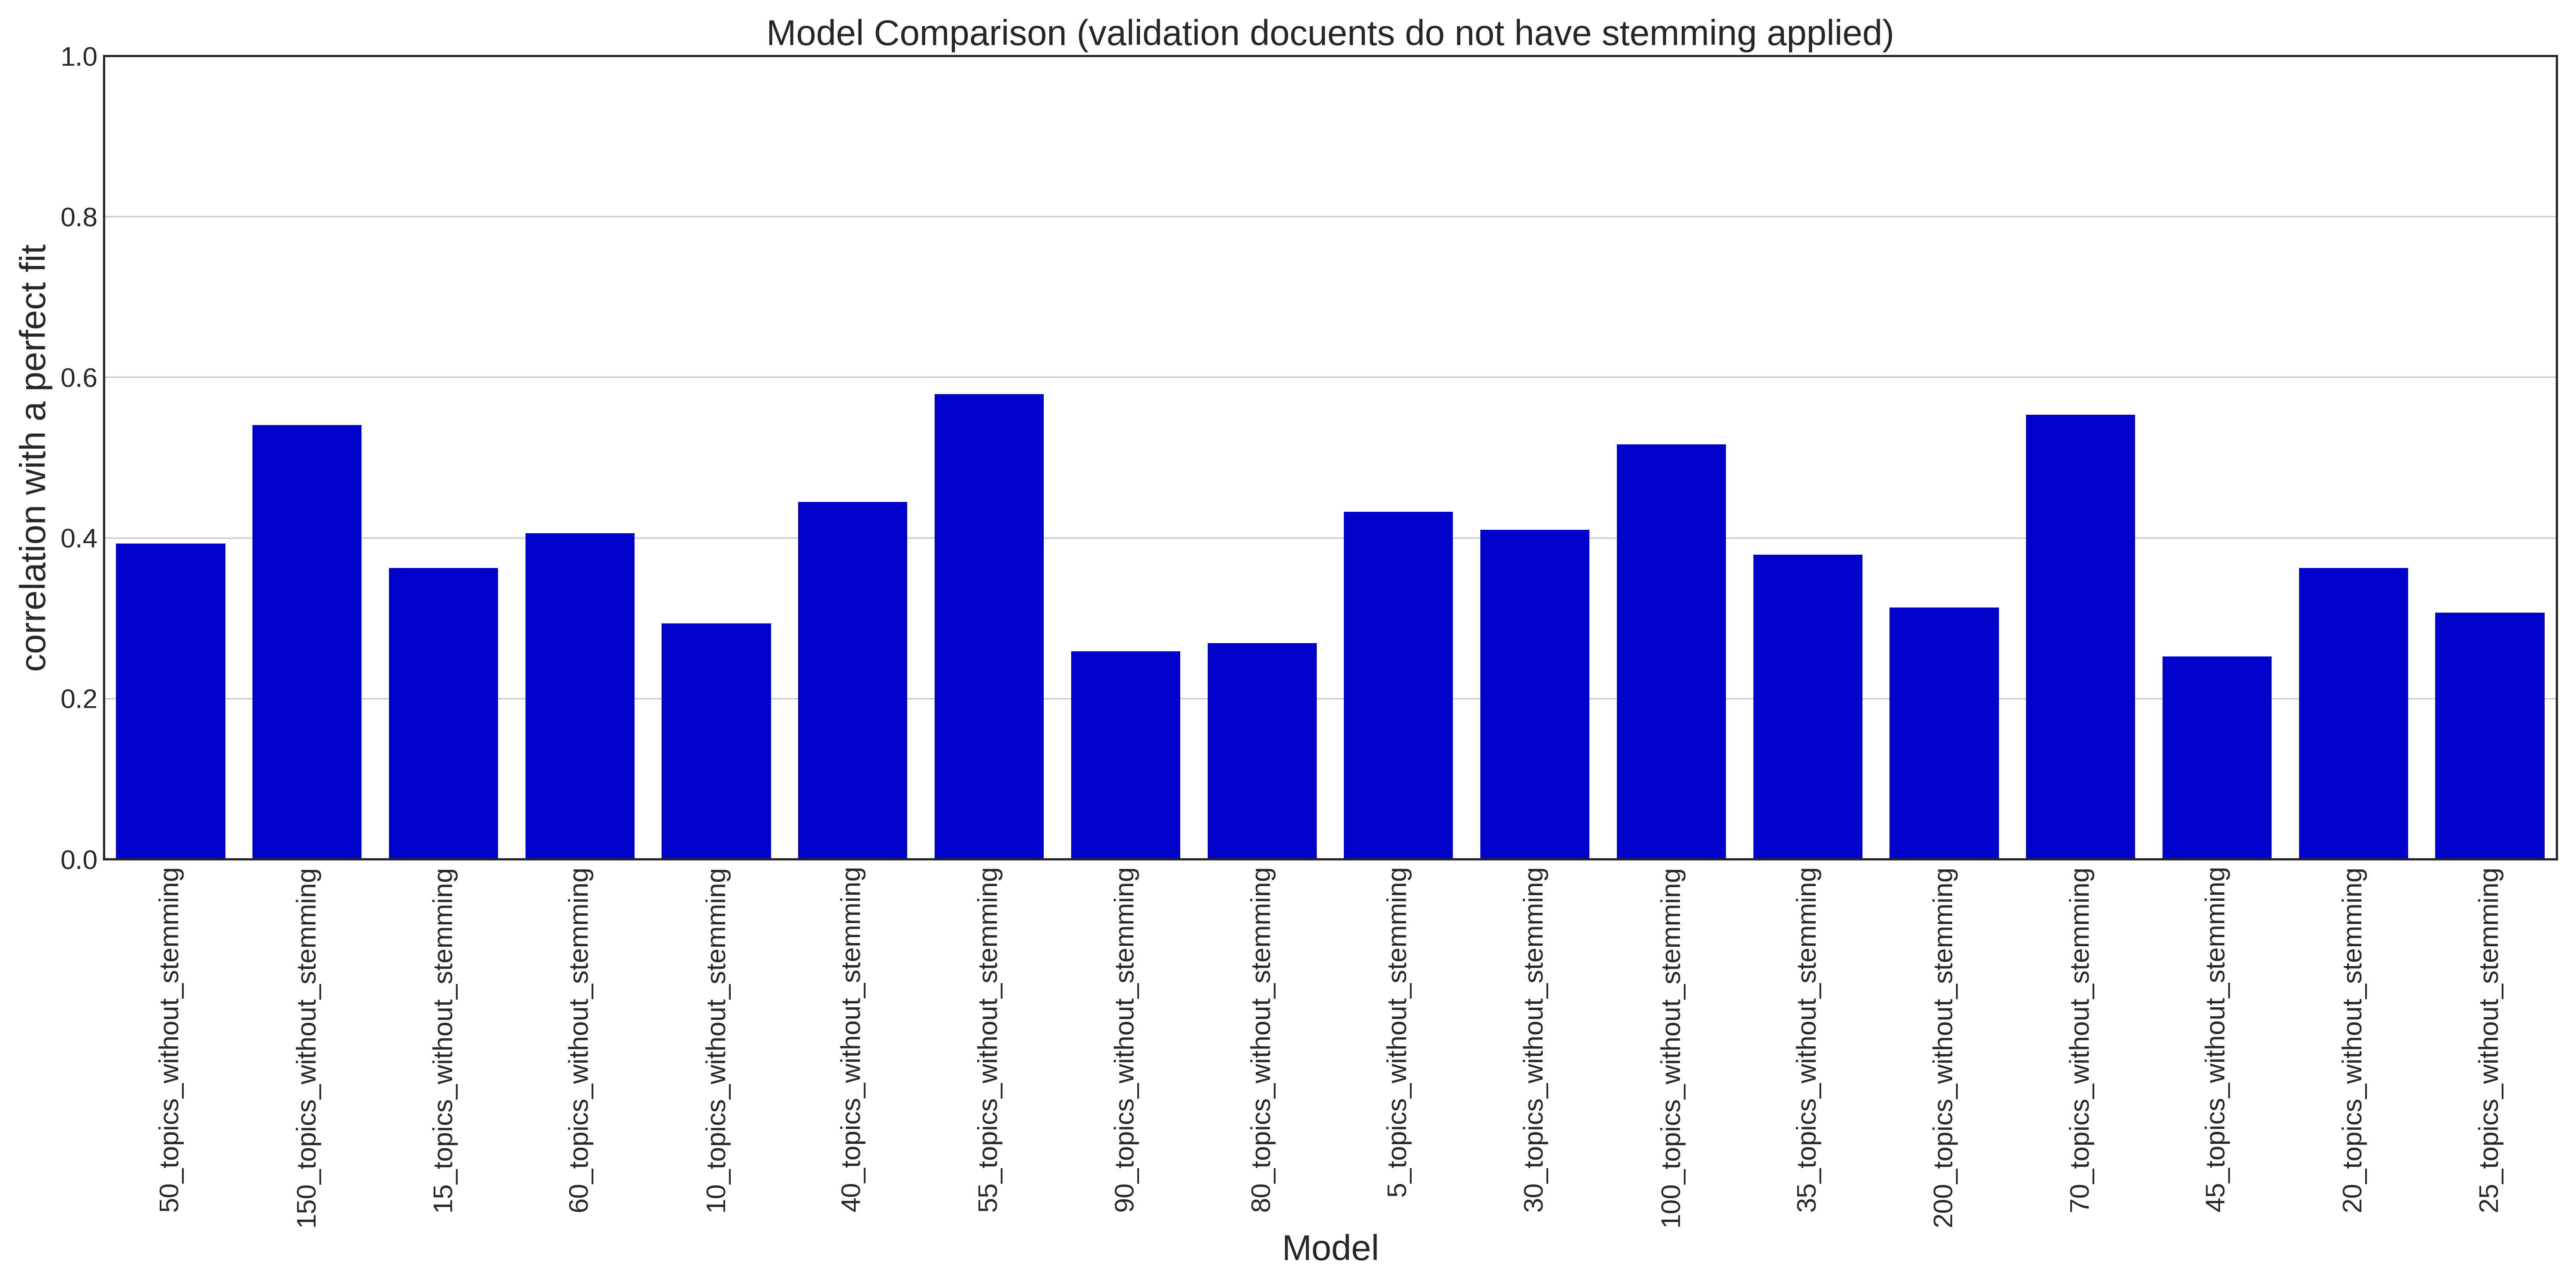 Model Comparison (validation docuents do not have stemming applied)
correlation with a perfect fit
1.0
0.8
0.6
0.4
0.2
0.0
50_topics_without_stemming
150_topics_without_stemming
15_topics_without_stemming
60_topics_without_stemming
10_topics_without_stemming
40_topics_without_stemming
55_topics_without_stemming
90_topics_without_stemming
80_topics_without_stemming
5_topics_without_stemming
30_topics_without_stemming
100_topics_without_stemming
35_topics_without_stemming
200_topics_without_stemming
70_topics_without_stemming
45_topics_without_stemming
20_topics_without_stemming
25_topics_without_stemming
Model